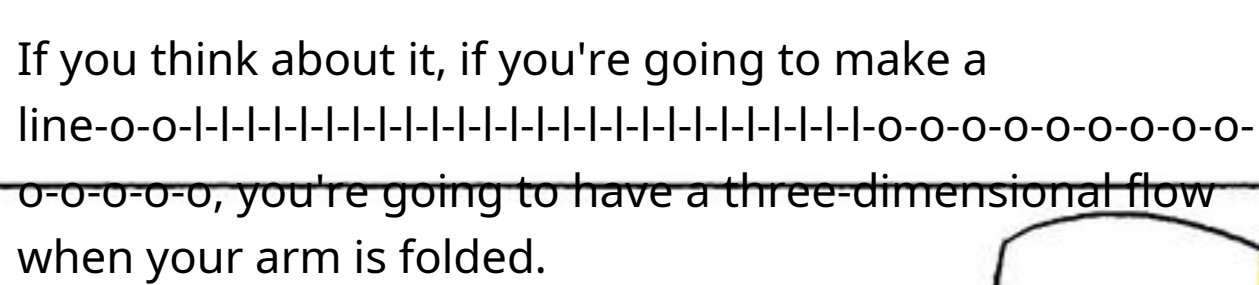 If you think about it, if you're going to make a
line-o-o-l-l-l-l-l-l-l-l-l-l-l-l-l-l-l-l-l-l-l-l-l-l-l-l-l-l-o-o-o-o-o-o-o-o-o-
o-o-o-o-o, you're going to have a three-dimensional flow
when your arm is folded.